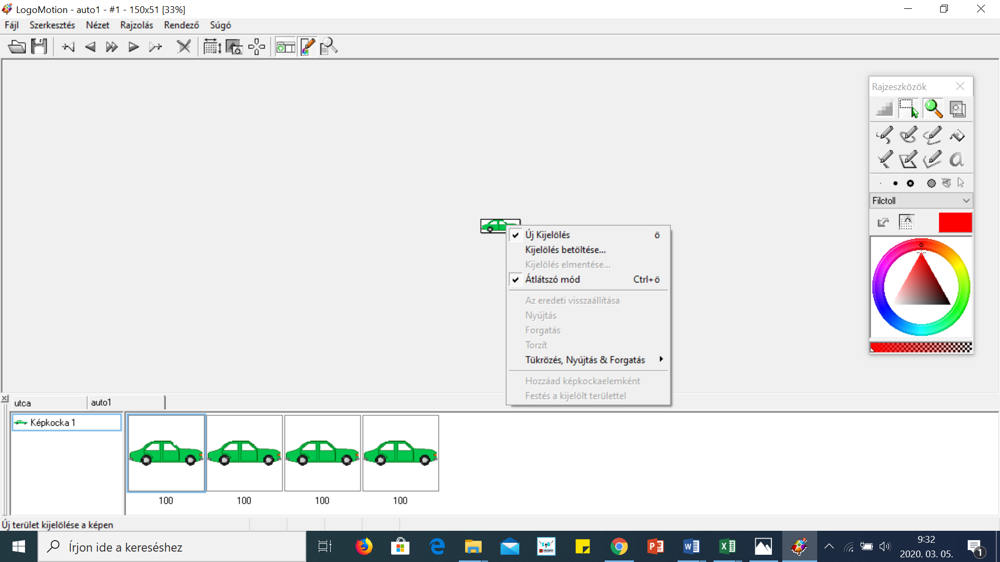 LogoMotion - auto1 - #1 - 150x51 [33%]
Fájl Szerkesztés Nézet Rajzolás Rendező Súgó
Rajzeszközök
a
Filctoll
Új Kijelölés ö
Kijelölés betöltése...
Kijelölés elmentése...
Átlátszó mód Ctrl+ö
Az eredeti visszaállítása
Nyújtás
Forgatás
Torzít
Tükrözés, Nyújtás & Forgatás
Hozzáad képkockaelemként
Festés a kijelölt területtel
utca auto1
Képkocka 1
100 100 100 100
Új terület kijelölése a képen
Írjon ide a kereséshez
9:32
2020. 03. 05.
1